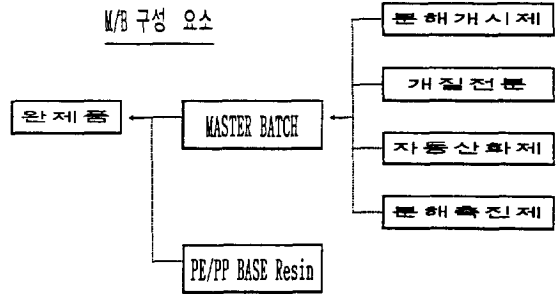 M/B 구성 요소
분해개시제
개질전분
완제품
MASTER BATCH
자동산화제
분해촉진제
PE/PP BASE Resin